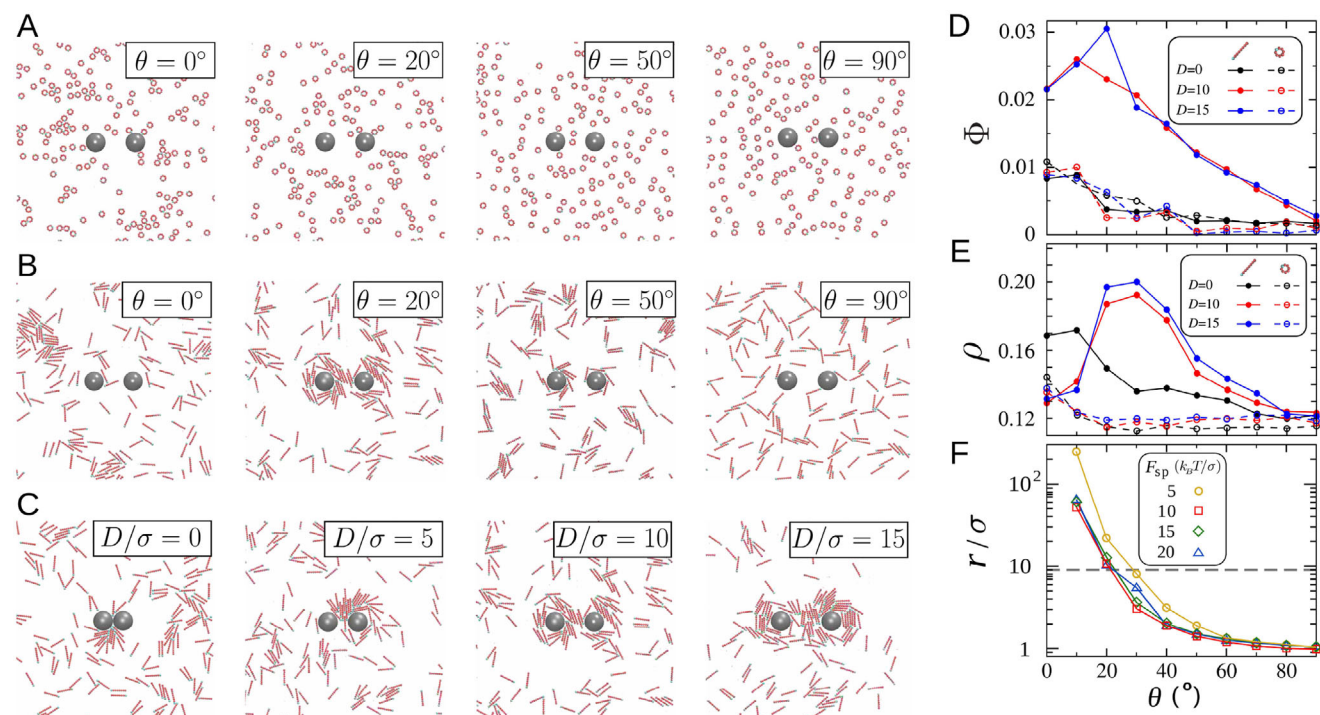 A
θ = 0°
θ = 20°
θ = 50°
θ = 90°
B
θ = 0°
θ = 20°
θ = 50°
θ = 90°
C
D/σ = 0
D/σ = 5
D/σ = 10
D/σ = 15
D
0.03
0.02
0.01
0
Φ
D=0
D=10
D=15
E
0.20
0.16
0.12
ρ
D=0
D=10
D=15
F
10²
10
1
r/σ
F_sp (k_BT/σ)
5
10
15
20
0 20 40 60 80
θ (°)